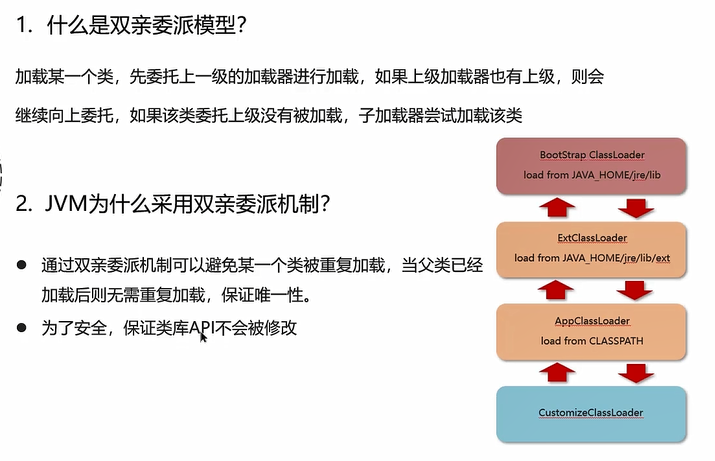 1. 什么是双亲委派模型？
加载某一个类，先委托上一级的加载器进行加载，如果上级加载器也有上级，则会
继续向上委托，如果该类委托上级没有被加载，子加载器尝试加载该类
2. JVM为什么采用双亲委派机制？
● 通过双亲委派机制可以避免某一个类被重复加载，当父类已经
加载后则无需重复加载，保证唯一性。
● 为了安全，保证类库API不会被修改
BootStrap ClassLoader
load from JAVA_HOME/jre/lib
ExtClassLoader
load from JAVA_HOME/jre/lib/ext
AppClassLoader
load from CLASSPATH
CustomizeClassLoader